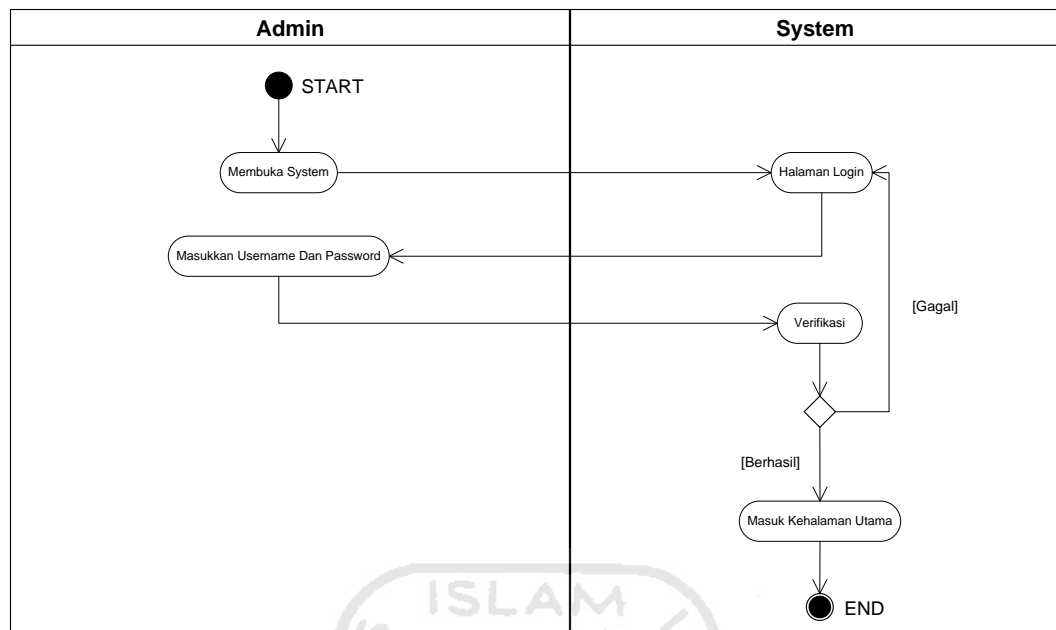 Admin
System
START
Membuka System
Halaman Login
Masukkan Username Dan Password
[Gagal]
Verifikasi
[Berhasil]
Masuk Kehalaman Utama
END
ISLAM